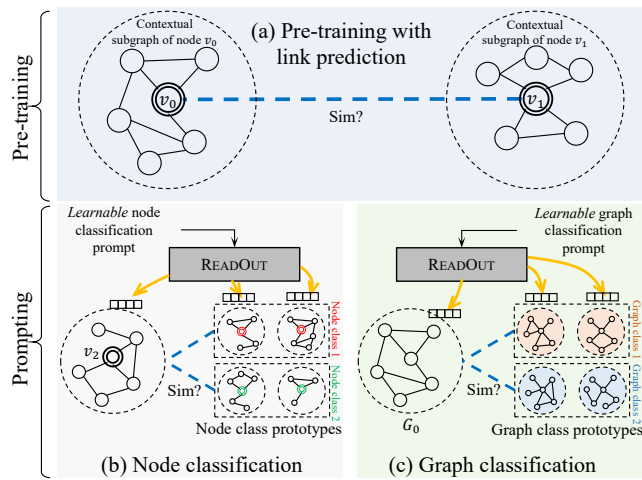 Pre-training
Contextual
subgraph of node v₀
(a) Pre-training with
link prediction
Contextual
subgraph of node v₁
v₀
v₁
Sim?
Prompting
Learnable node
classification
prompt
READOUT
v₂
Sim?
Node class 1
Node class 2
Node class prototypes
(b) Node classification
Learnable graph
classification
prompt
READOUT
G₀
Sim?
Graph class 1
Graph class 2
Graph class prototypes
(c) Graph classification